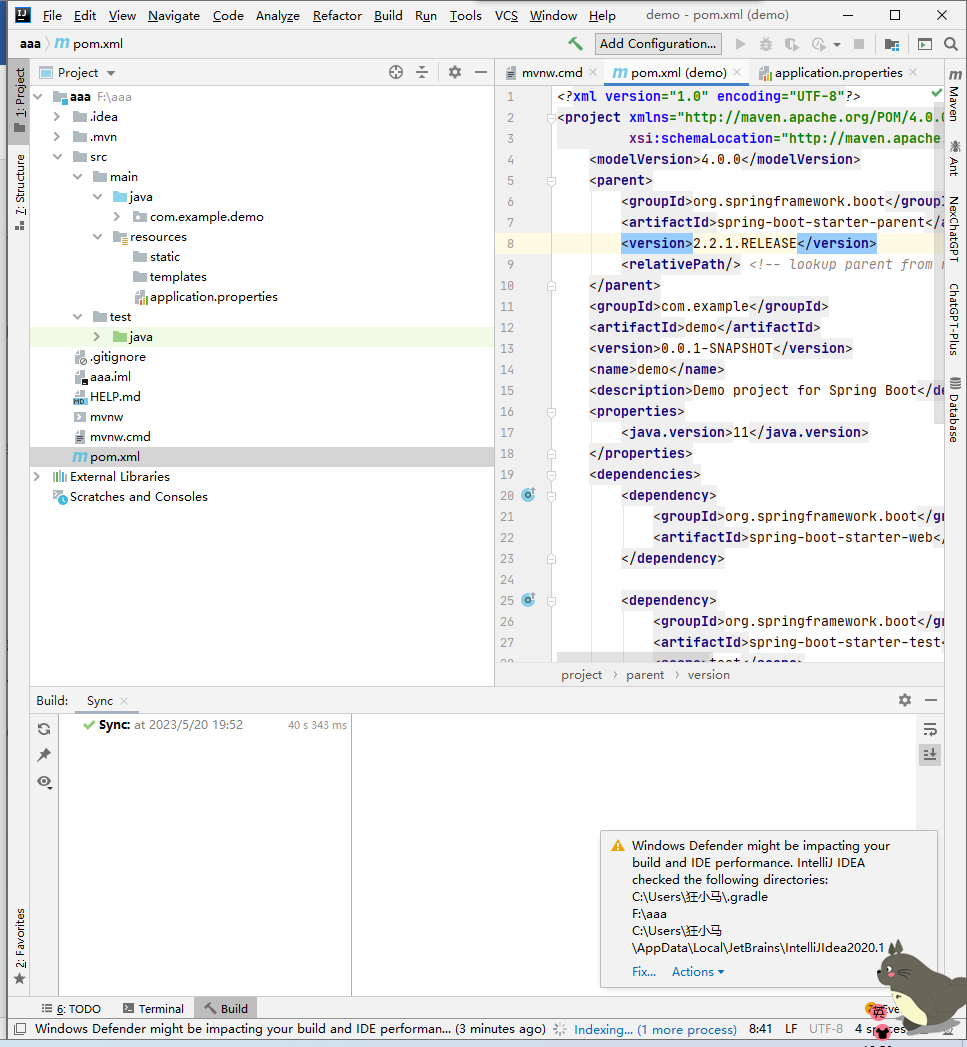 File Edit View Navigate Code Analyze Refactor Build Run Tools VCS Window Help demo - pom.xml (demo)
aaa pom.xml Add Configuration...
1: Project
7: Structure
2: Favorites
Project
aaa F:\aaa
.idea
.mvn
src
main
java
com.example.demo
resources
static
templates
application.properties
test
java
.gitignore
aaa.iml
HELP.md
mvnw
mvnw.cmd
pom.xml
External Libraries
Scratches and Consoles
mvnw.cmd pom.xml (demo) application.properties
1 <?xml version="1.0" encoding="UTF-8"?>
2 <project xmlns="http://maven.apache.org/POM/4.0.0
3 xsi:schemaLocation="http://maven.apache.
4 <modelVersion>4.0.0</modelVersion>
5 <parent>
6 <groupId>org.springframework.boot</groupI
7 <artifactId>spring-boot-starter-parent</a
8 <version>2.2.1.RELEASE</version>
9 <relativePath/> <!-- lookup parent from
10 </parent>
11 <groupId>com.example</groupId>
12 <artifactId>demo</artifactId>
13 <version>0.0.1-SNAPSHOT</version>
14 <name>demo</name>
15 <description>Demo project for Spring Boot</de
16 <properties>
17 <java.version>11</java.version>
18 </properties>
19 <dependencies>
20 <dependency>
21 <groupId>org.springframework.boot</gr
22 <artifactId>spring-boot-starter-web</
23 </dependency>
24
25 <dependency>
26 <groupId>org.springframework.boot</gr
27 <artifactId>spring-boot-starter-test<
28 <scope>test</scope>
project parent version
Maven
Ant
NexChatGPT
ChatGPT-Plus
Database
Build: Sync
Sync: at 2023/5/20 19:52 40 s 343 ms
Windows Defender might be impacting your
build and IDE performance. IntelliJ IDEA
checked the following directories:
C:\Users\狂小马\.gradle
F:\aaa
C:\Users\狂小马
\AppData\Local\JetBrains\IntelliJIdea2020.1
Fix... Actions
6: TODO Terminal Build
英
Windows Defender might be impacting your build and IDE performan... (3 minutes ago) Indexing... (1 more process) 8:41 LF UTF-8 4 spaces